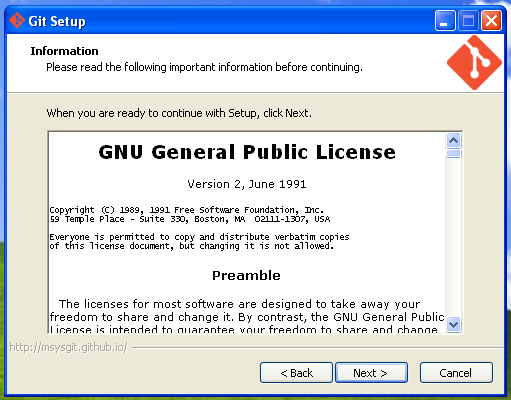 Git Setup
Information
Please read the following important information before continuing.
When you are ready to continue with Setup, click Next.
GNU General Public License
Version 2, June 1991
Copyright (C) 1989, 1991 Free Software Foundation, Inc.
59 Temple Place - Suite 330, Boston, MA  02111-1307, USA
Everyone is permitted to copy and distribute verbatim copies
of this license document, but changing it is not allowed.
Preamble
The licenses for most software are designed to take away your
freedom to share and change it. By contrast, the GNU General Public
License is intended to guarantee your freedom to share and change
http://msysgit.github.io/
< Back
Next >
Cancel